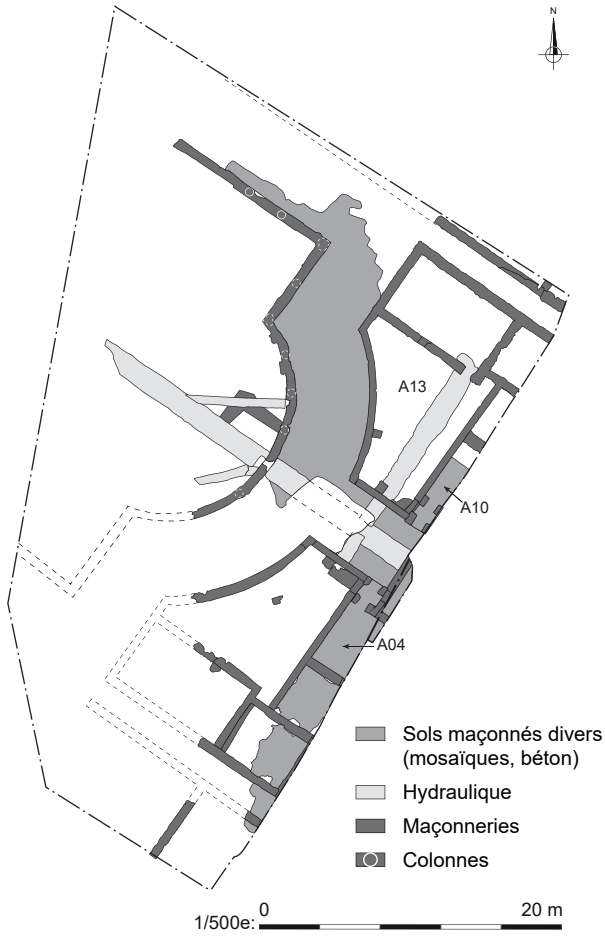 N
A13
A10
A04
Sols maçonnés divers
(mosaïques, béton)
Hydraulique
Maçonneries
Colonnes
0 20 m
1/500e: